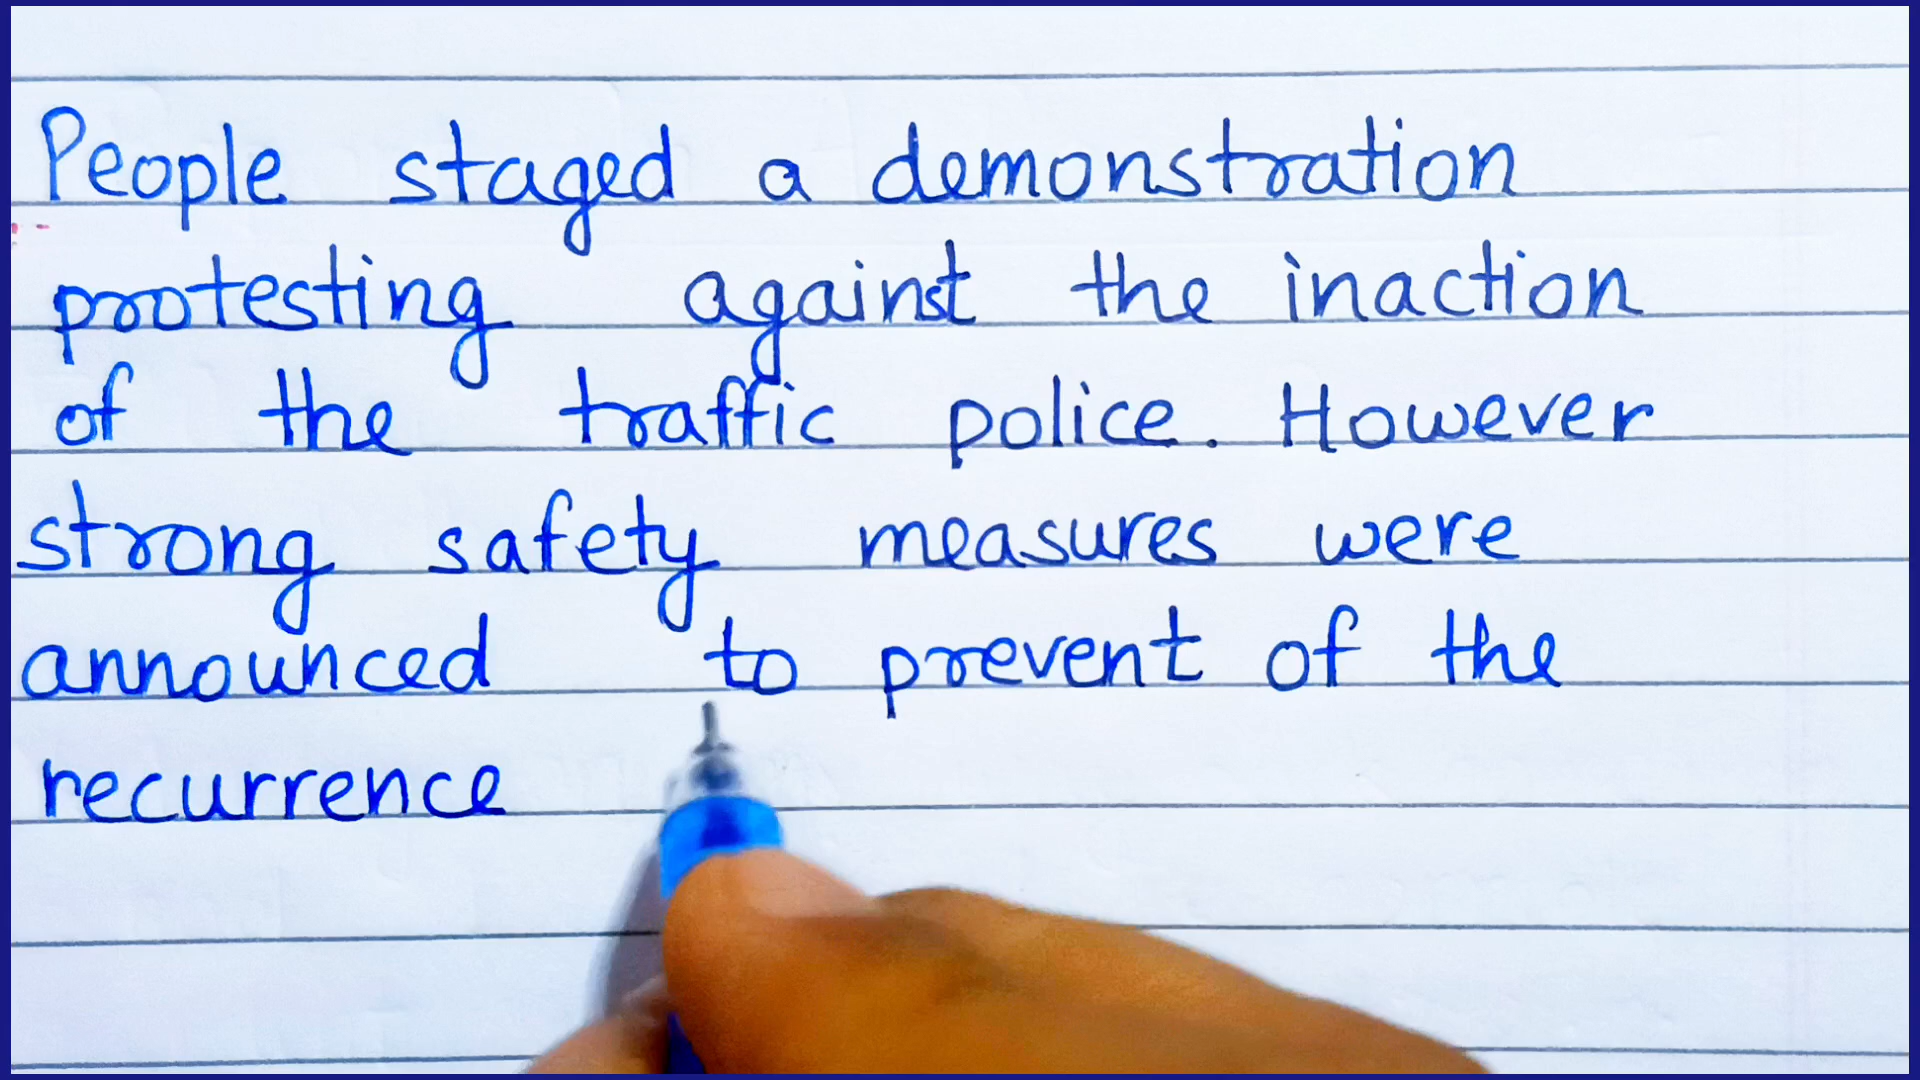 People staged a demonstration
protesting against the inaction
of the traffic police. However
strong safety measures were
announced to prevent of the
recurrence